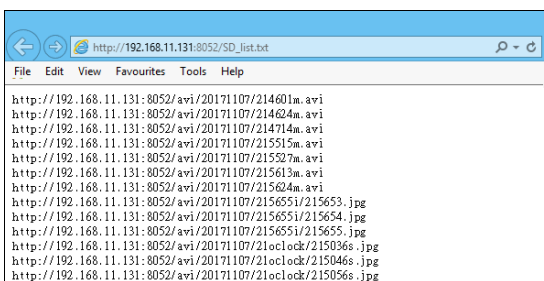 http://192.168.11.131:8052/SD_list.txt
File Edit View Favourites Tools Help
http://192.168.11.131:8052/avi/20171107/214601m.avi
http://192.168.11.131:8052/avi/20171107/214624m.avi
http://192.168.11.131:8052/avi/20171107/214714m.avi
http://192.168.11.131:8052/avi/20171107/215515m.avi
http://192.168.11.131:8052/avi/20171107/215527m.avi
http://192.168.11.131:8052/avi/20171107/215613m.avi
http://192.168.11.131:8052/avi/20171107/215624m.avi
http://192.168.11.131:8052/avi/20171107/215655i/215653.jpg
http://192.168.11.131:8052/avi/20171107/215655i/215654.jpg
http://192.168.11.131:8052/avi/20171107/215655i/215655.jpg
http://192.168.11.131:8052/avi/20171107/21oclock/215036s.jpg
http://192.168.11.131:8052/avi/20171107/21oclock/215046s.jpg
http://192.168.11.131:8052/avi/20171107/21oclock/215056s.jpg